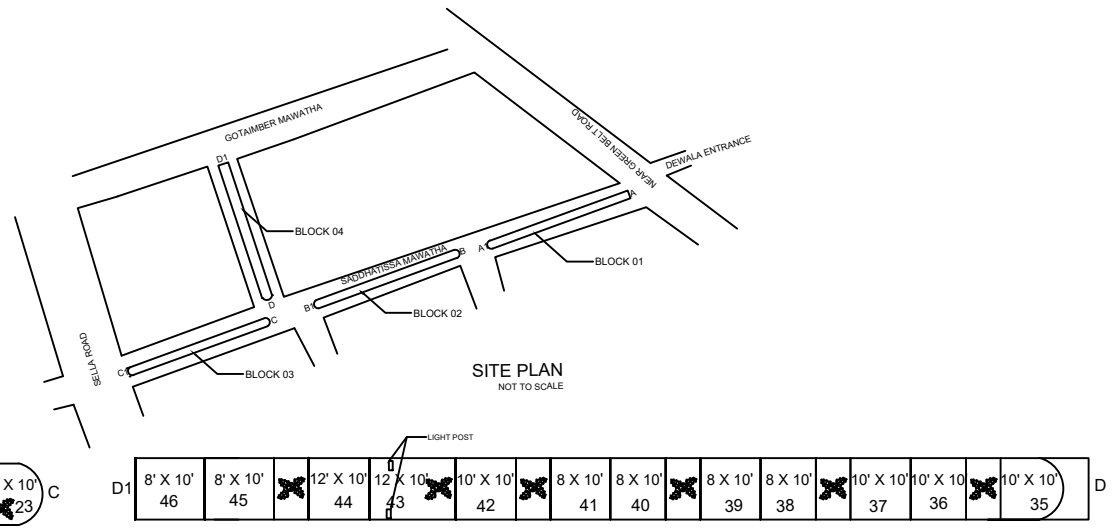 GOTAIMBER MAWATHA
NEAR GREEN BELT ROAD
DEWALA ENTRANCE
D1
A
BLOCK 04
SADDHATISSA MAWATHA
B
A1
BLOCK 01
D
B1
BLOCK 02
C
SELLA ROAD
C1
BLOCK 03
SITE PLAN
NOT TO SCALE
LIGHT POST
X 10'
23
C
D1
8' X 10'
46
8' X 10'
45
12' X 10'
44
12 X 10'
43
10' X 10'
42
8 X 10'
41
8 X 10'
40
8 X 10'
39
8 X 10'
38
10' X 10'
37
10' X 10'
36
10' X 10'
35
D